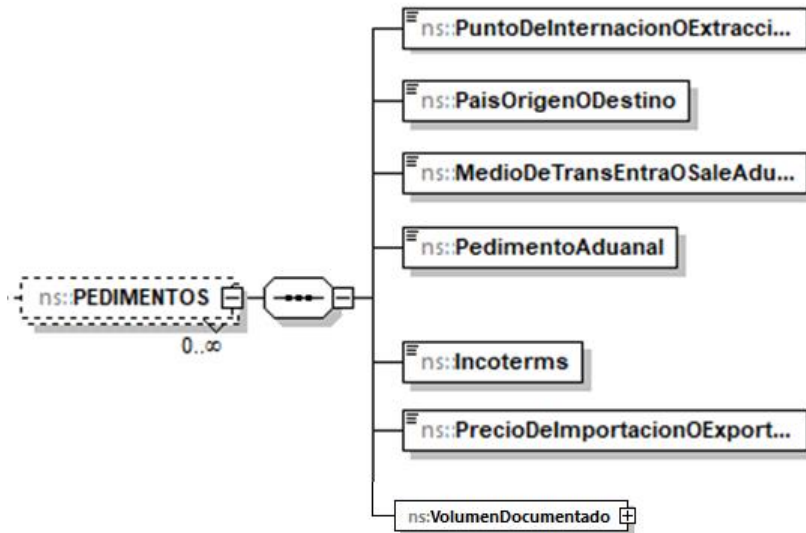 ns::PuntoDeInternacionOExtracci...
ns::PaisOrigenODestino
ns::MedioDeTransEntraOSaleAdu...
ns::PedimentoAduanal
ns::PEDIMENTOS
0..∞
ns::Incoterms
ns::PrecioDeImportacionOExport...
ns:VolumenDocumentado